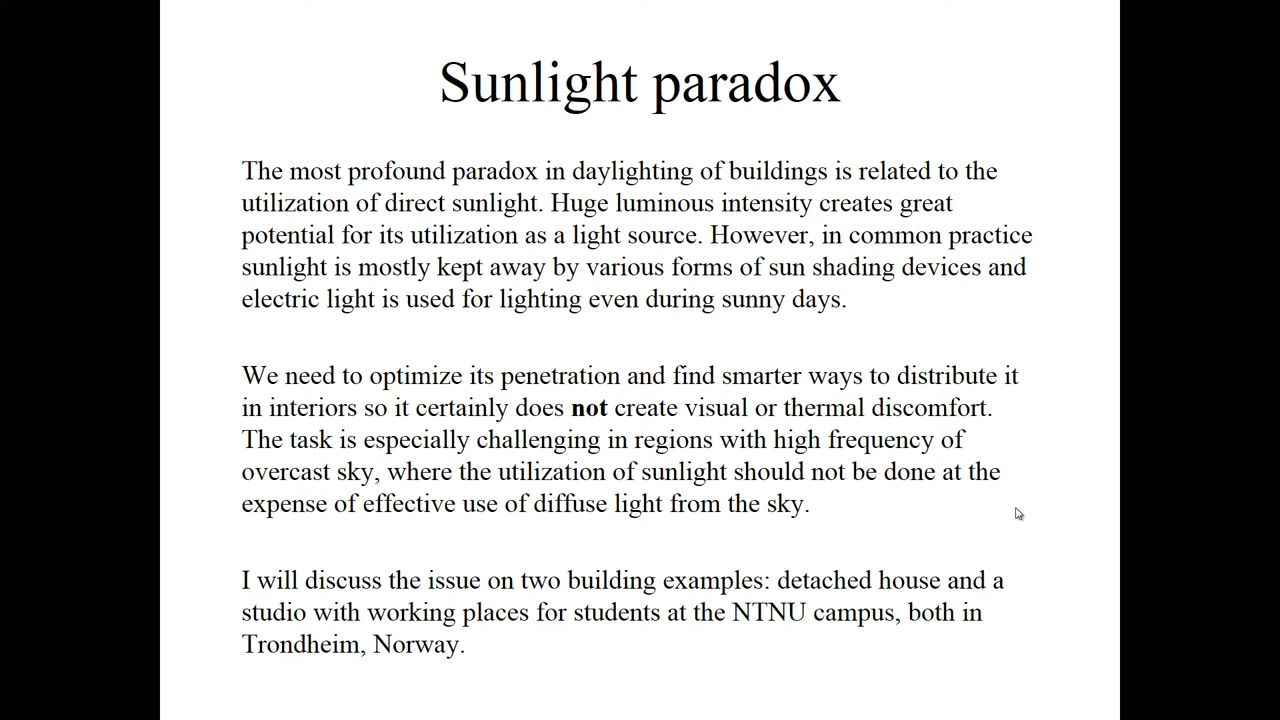 Sunlight paradox
The most profound paradox in daylighting of buildings is related to the
utilization of direct sunlight. Huge luminous intensity creates great
potential for its utilization as a light source. However, in common practice
sunlight is mostly kept away by various forms of sun shading devices and
electric light is used for lighting even during sunny days.
We need to optimize its penetration and find smarter ways to distribute it
in interiors so it certainly does not create visual or thermal discomfort.
The task is especially challenging in regions with high frequency of
overcast sky, where the utilization of sunlight should not be done at the
expense of effective use of diffuse light from the sky.
I will discuss the issue on two building examples: detached house and a
studio with working places for students at the NTNU campus, both in
Trondheim, Norway.